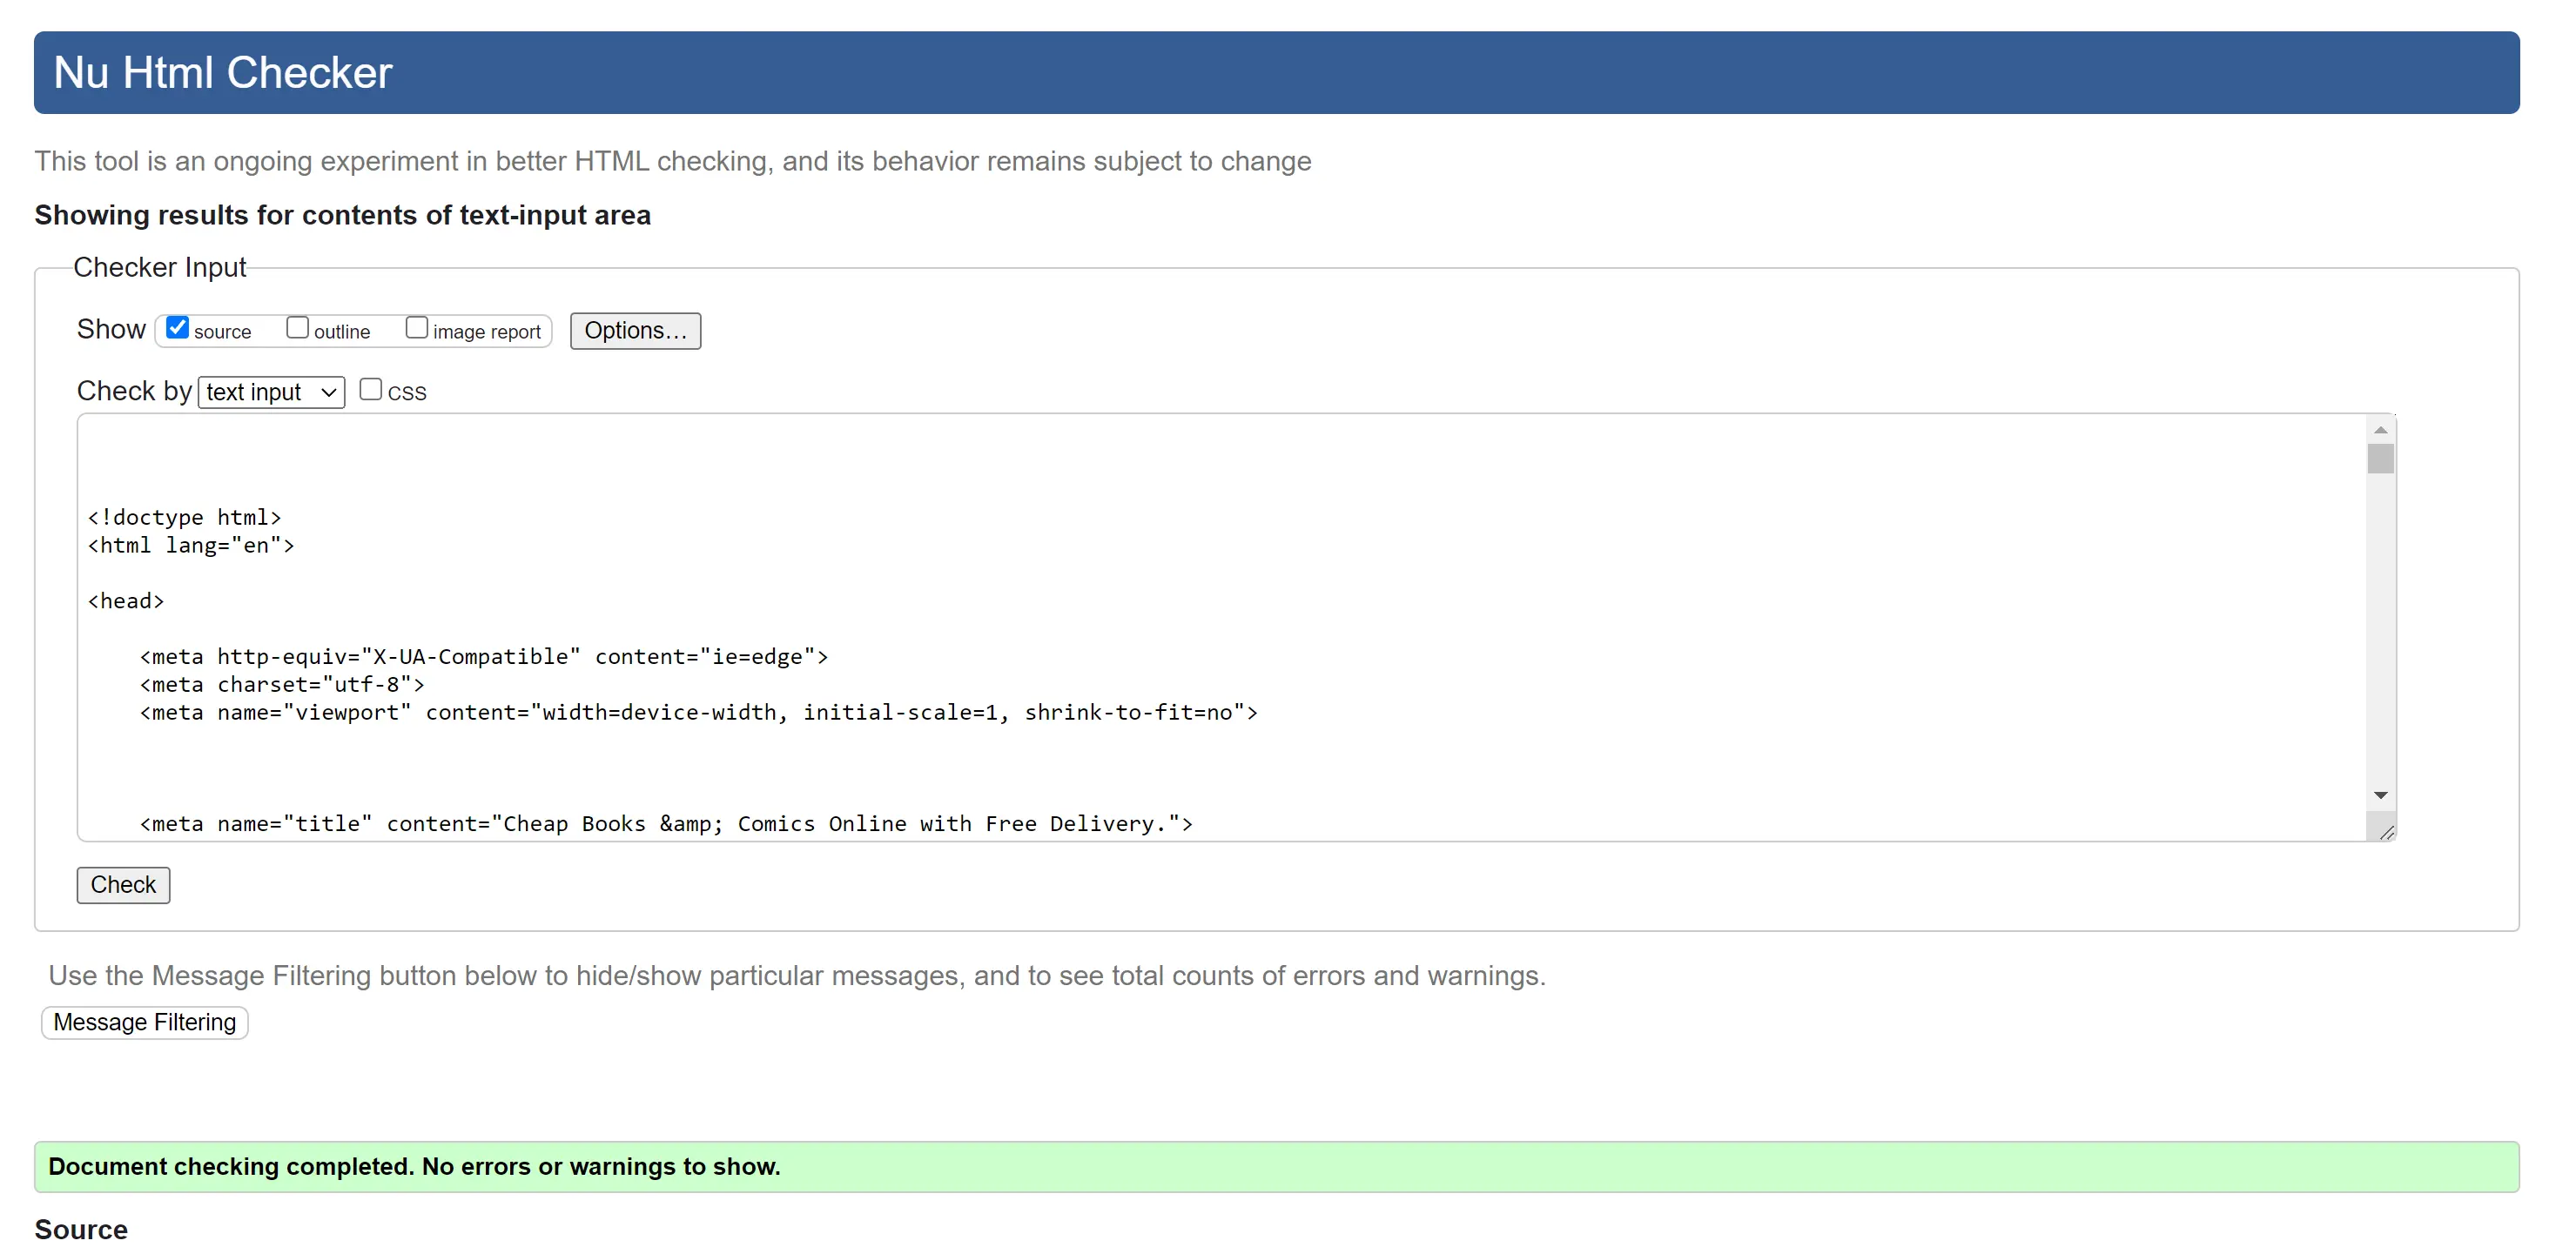 Nu Html Checker
This tool is an ongoing experiment in better HTML checking, and its behavior remains subject to change
Showing results for contents of text-input area
Checker Input
Show source outline image report Options...
Check by text input CSS
<!doctype html>
<html lang="en">
<head>
<meta http-equiv="X-UA-Compatible" content="ie=edge">
<meta charset="utf-8">
<meta name="viewport" content="width=device-width, initial-scale=1, shrink-to-fit=no">
<meta name="title" content="Cheap Books &amp; Comics Online with Free Delivery.">
Check
Use the Message Filtering button below to hide/show particular messages, and to see total counts of errors and warnings.
Message Filtering
Document checking completed. No errors or warnings to show.
Source